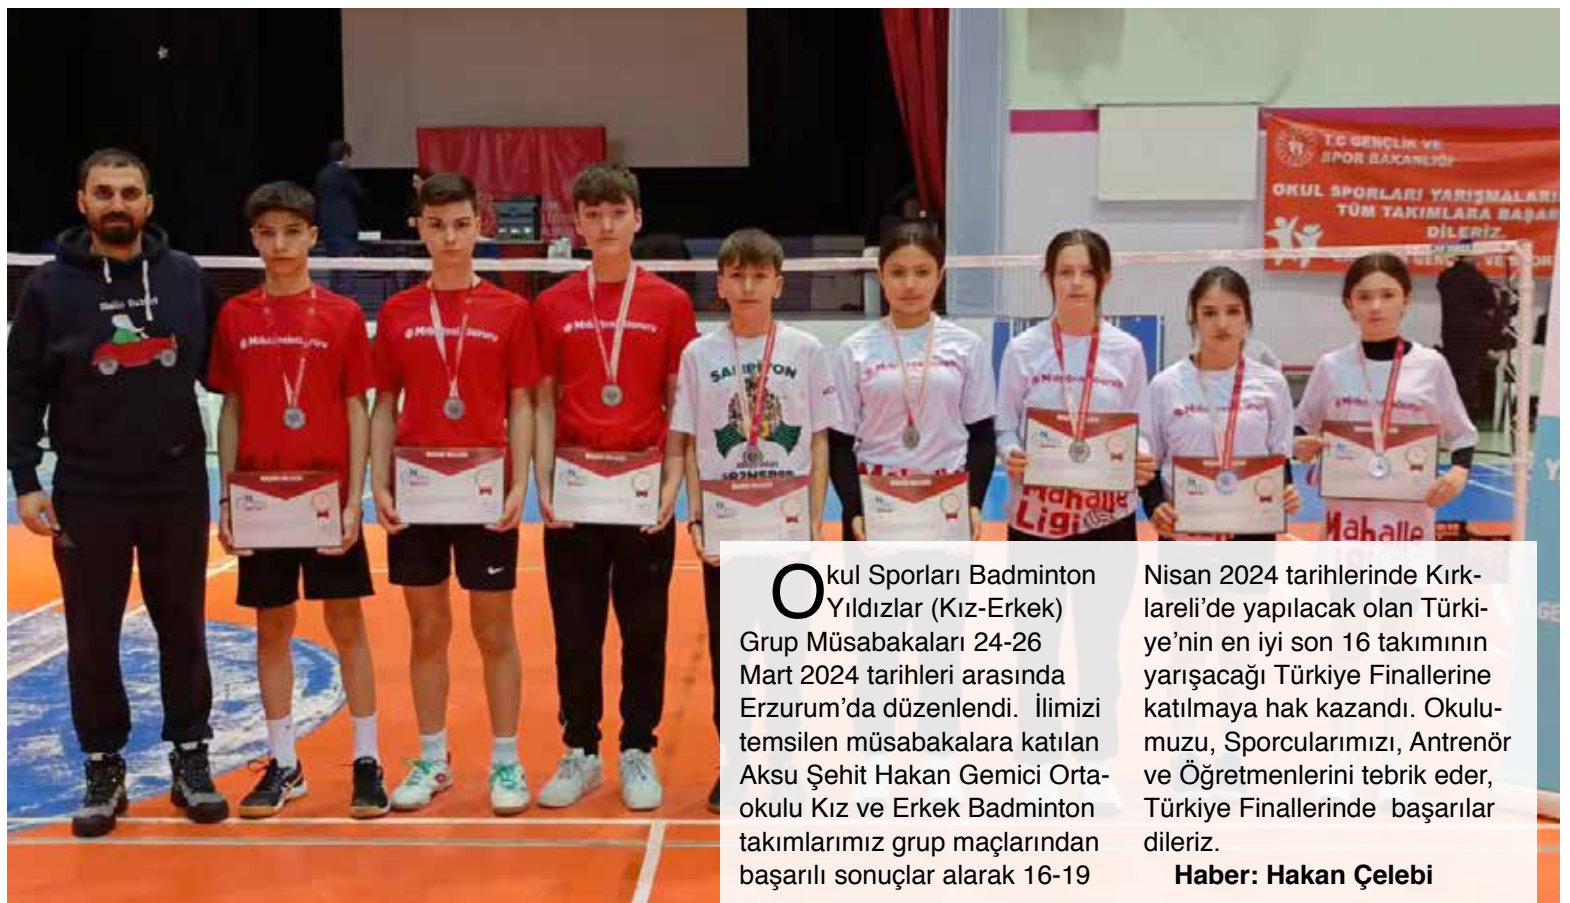 T.C GENÇLİK VE
SPOR BAKANLIĞI
OKUL SPORLARI YARIŞMALARI
TÜM TAKIMLARA BAŞAR
DİLERİZ.
Mahalle
Ligi
Mahalle
Okul Sporları Badminton
Yıldızlar (Kız-Erkek)
Grup Müsabakaları 24-26
Mart 2024 tarihleri arasında
Erzurum’da düzenlendi. İlimizi
temsilen müsabakalara katılan
Aksu Şehit Hakan Gemici Orta-
okulu Kız ve Erkek Badminton
takımlarımız grup maçlarından
başarılı sonuçlar alarak 16-19
Nisan 2024 tarihlerinde Kırk-
lareli’de yapılacak olan Türki-
ye’nin en iyi son 16 takımının
yarışacağı Türkiye Finallerine
katılmaya hak kazandı. Okulu-
muzu, Sporcularımızı, Antrenör
ve Öğretmenlerini tebrik eder,
Türkiye Finallerinde başarılar
dileriz.
Haber: Hakan Çelebi